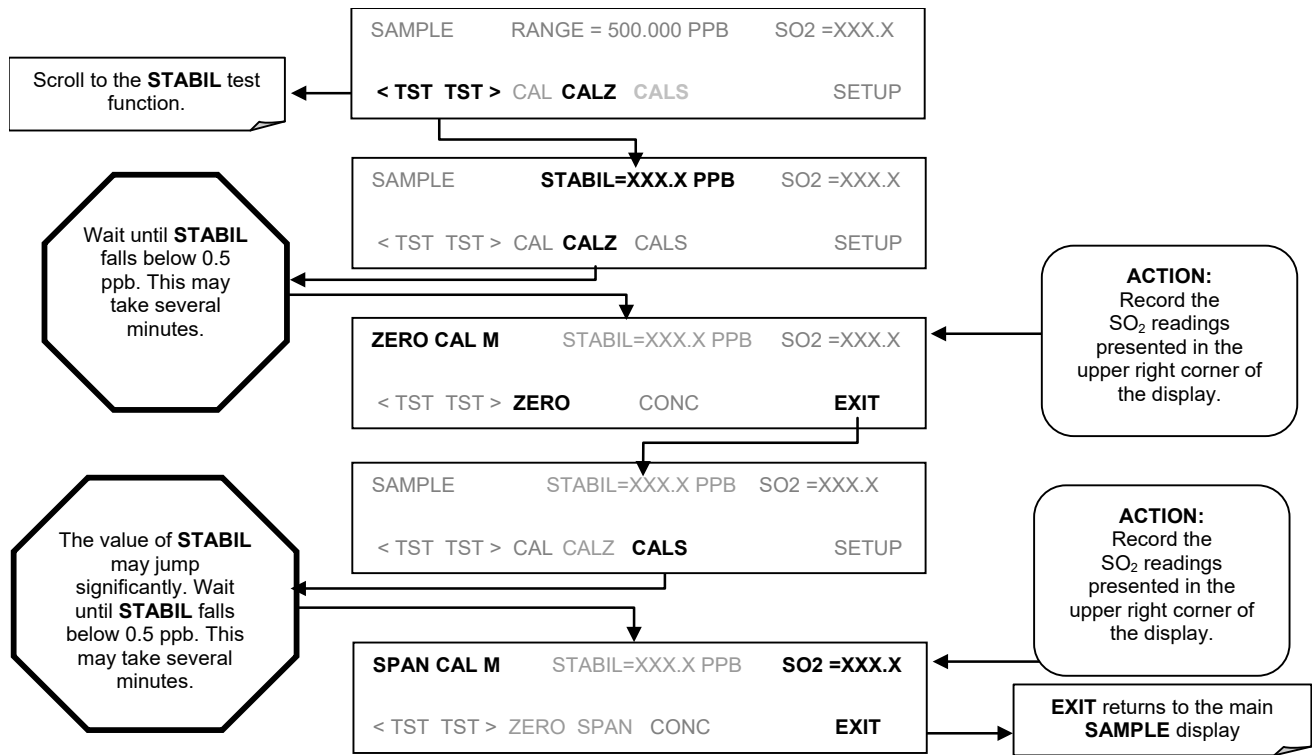 SAMPLE RANGE = 500.000 PPB SO2 =XXX.X
< TST TST > CAL CALZ CALS SETUP
Scroll to the STABIL test
function.
SAMPLE STABIL=XXX.X PPB SO2 =XXX.X
< TST TST > CAL CALZ CALS SETUP
Wait until STABIL
falls below 0.5
ppb. This may
take several
minutes.
ZERO CAL M STABIL=XXX.X PPB SO2 =XXX.X
< TST TST > ZERO CONC EXIT
ACTION:
Record the
SO₂ readings
presented in the
upper right corner of
the display.
SAMPLE STABIL=XXX.X PPB SO2 =XXX.X
< TST TST > CAL CALZ CALS SETUP
The value of STABIL
may jump
significantly. Wait
until STABIL falls
below 0.5 ppb. This
may take several
minutes.
SPAN CAL M STABIL=XXX.X PPB SO2 =XXX.X
< TST TST > ZERO SPAN CONC EXIT
ACTION:
Record the
SO₂ readings
presented in the
upper right corner of
the display.
EXIT returns to the main
SAMPLE display